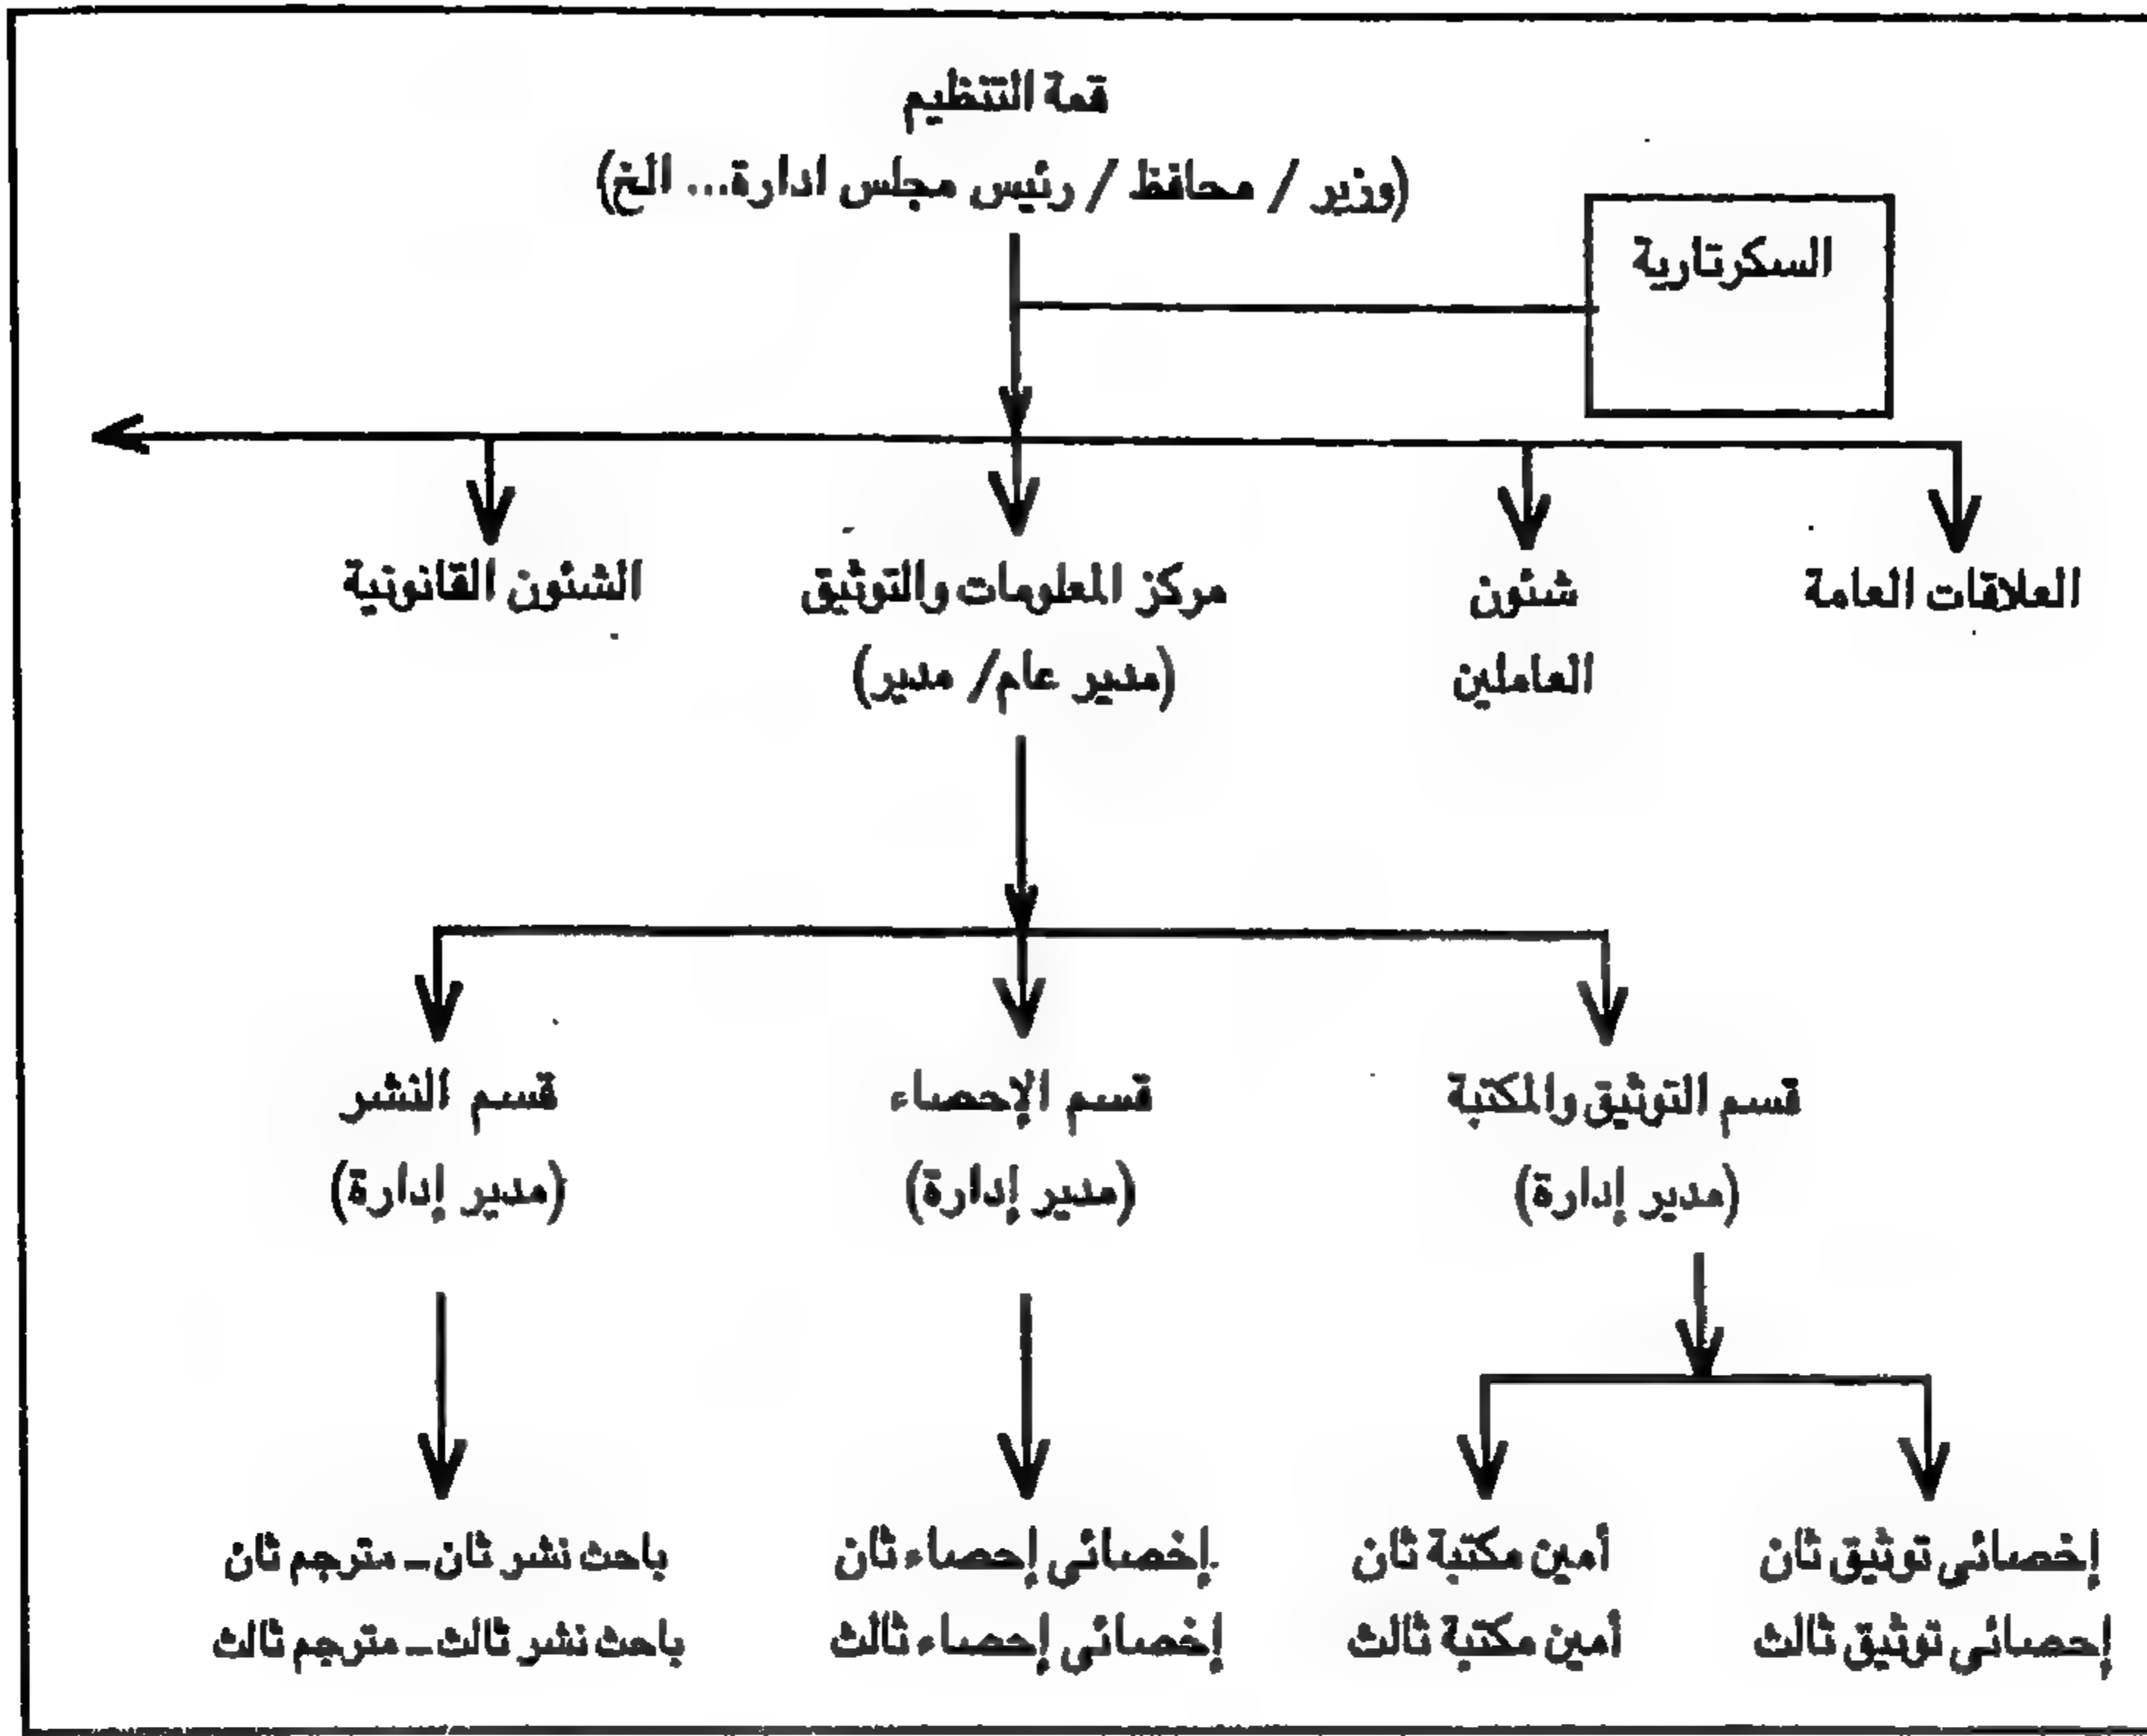 قمة التنظيم
(وزير / محافظ / رئيس مجلس ادارة... الخ)
السكرتارية
العلاقات العامة
شئون
العاملين
مركز المعلومات والتوثيق
(مدير عام/ مدير)
الشئون القانونية
قسم التوثيق والمكتبة
(مدير إدارة)
قسم الإحصاء
(مدير إدارة)
قسم النشر
(مدير إدارة)
إخصائى توثيق ثان
إحصائى توثيق ثالث
أمين مكتبة ثان
أمين مكتبة ثالث
إخصائى إحصاء ثان
إخصائى إحصاء ثالث
باحث نشر ثان – مترجم ثان
باحث نشر ثالث – مترجم ثالث